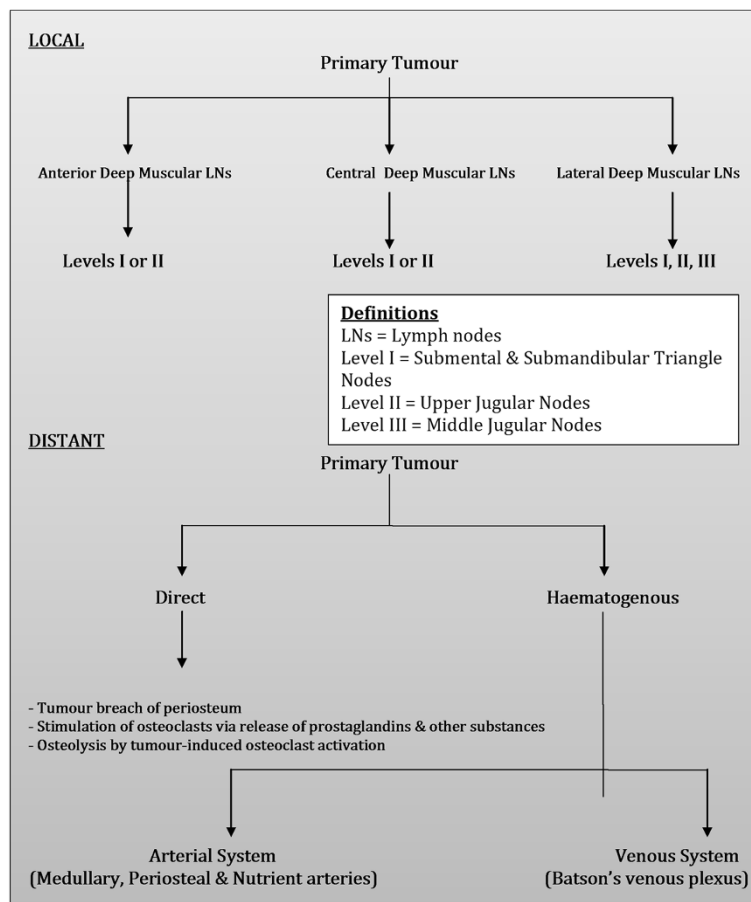 LOCAL
Primary Tumour
Anterior Deep Muscular LNs
Central Deep Muscular LNs
Lateral Deep Muscular LNs
Levels I or II
Levels I or II
Levels I, II, III
Definitions
LNs = Lymph nodes
Level I = Submental & Submandibular Triangle
Nodes
Level II = Upper Jugular Nodes
Level III = Middle Jugular Nodes
DISTANT
Primary Tumour
Direct
Haematogenous
- Tumour breach of periosteum
- Stimulation of osteoclasts via release of prostaglandins & other substances
- Osteolysis by tumour-induced osteoclast activation
Arterial System
(Medullary, Periosteal & Nutrient arteries)
Venous System
(Batson’s venous plexus)